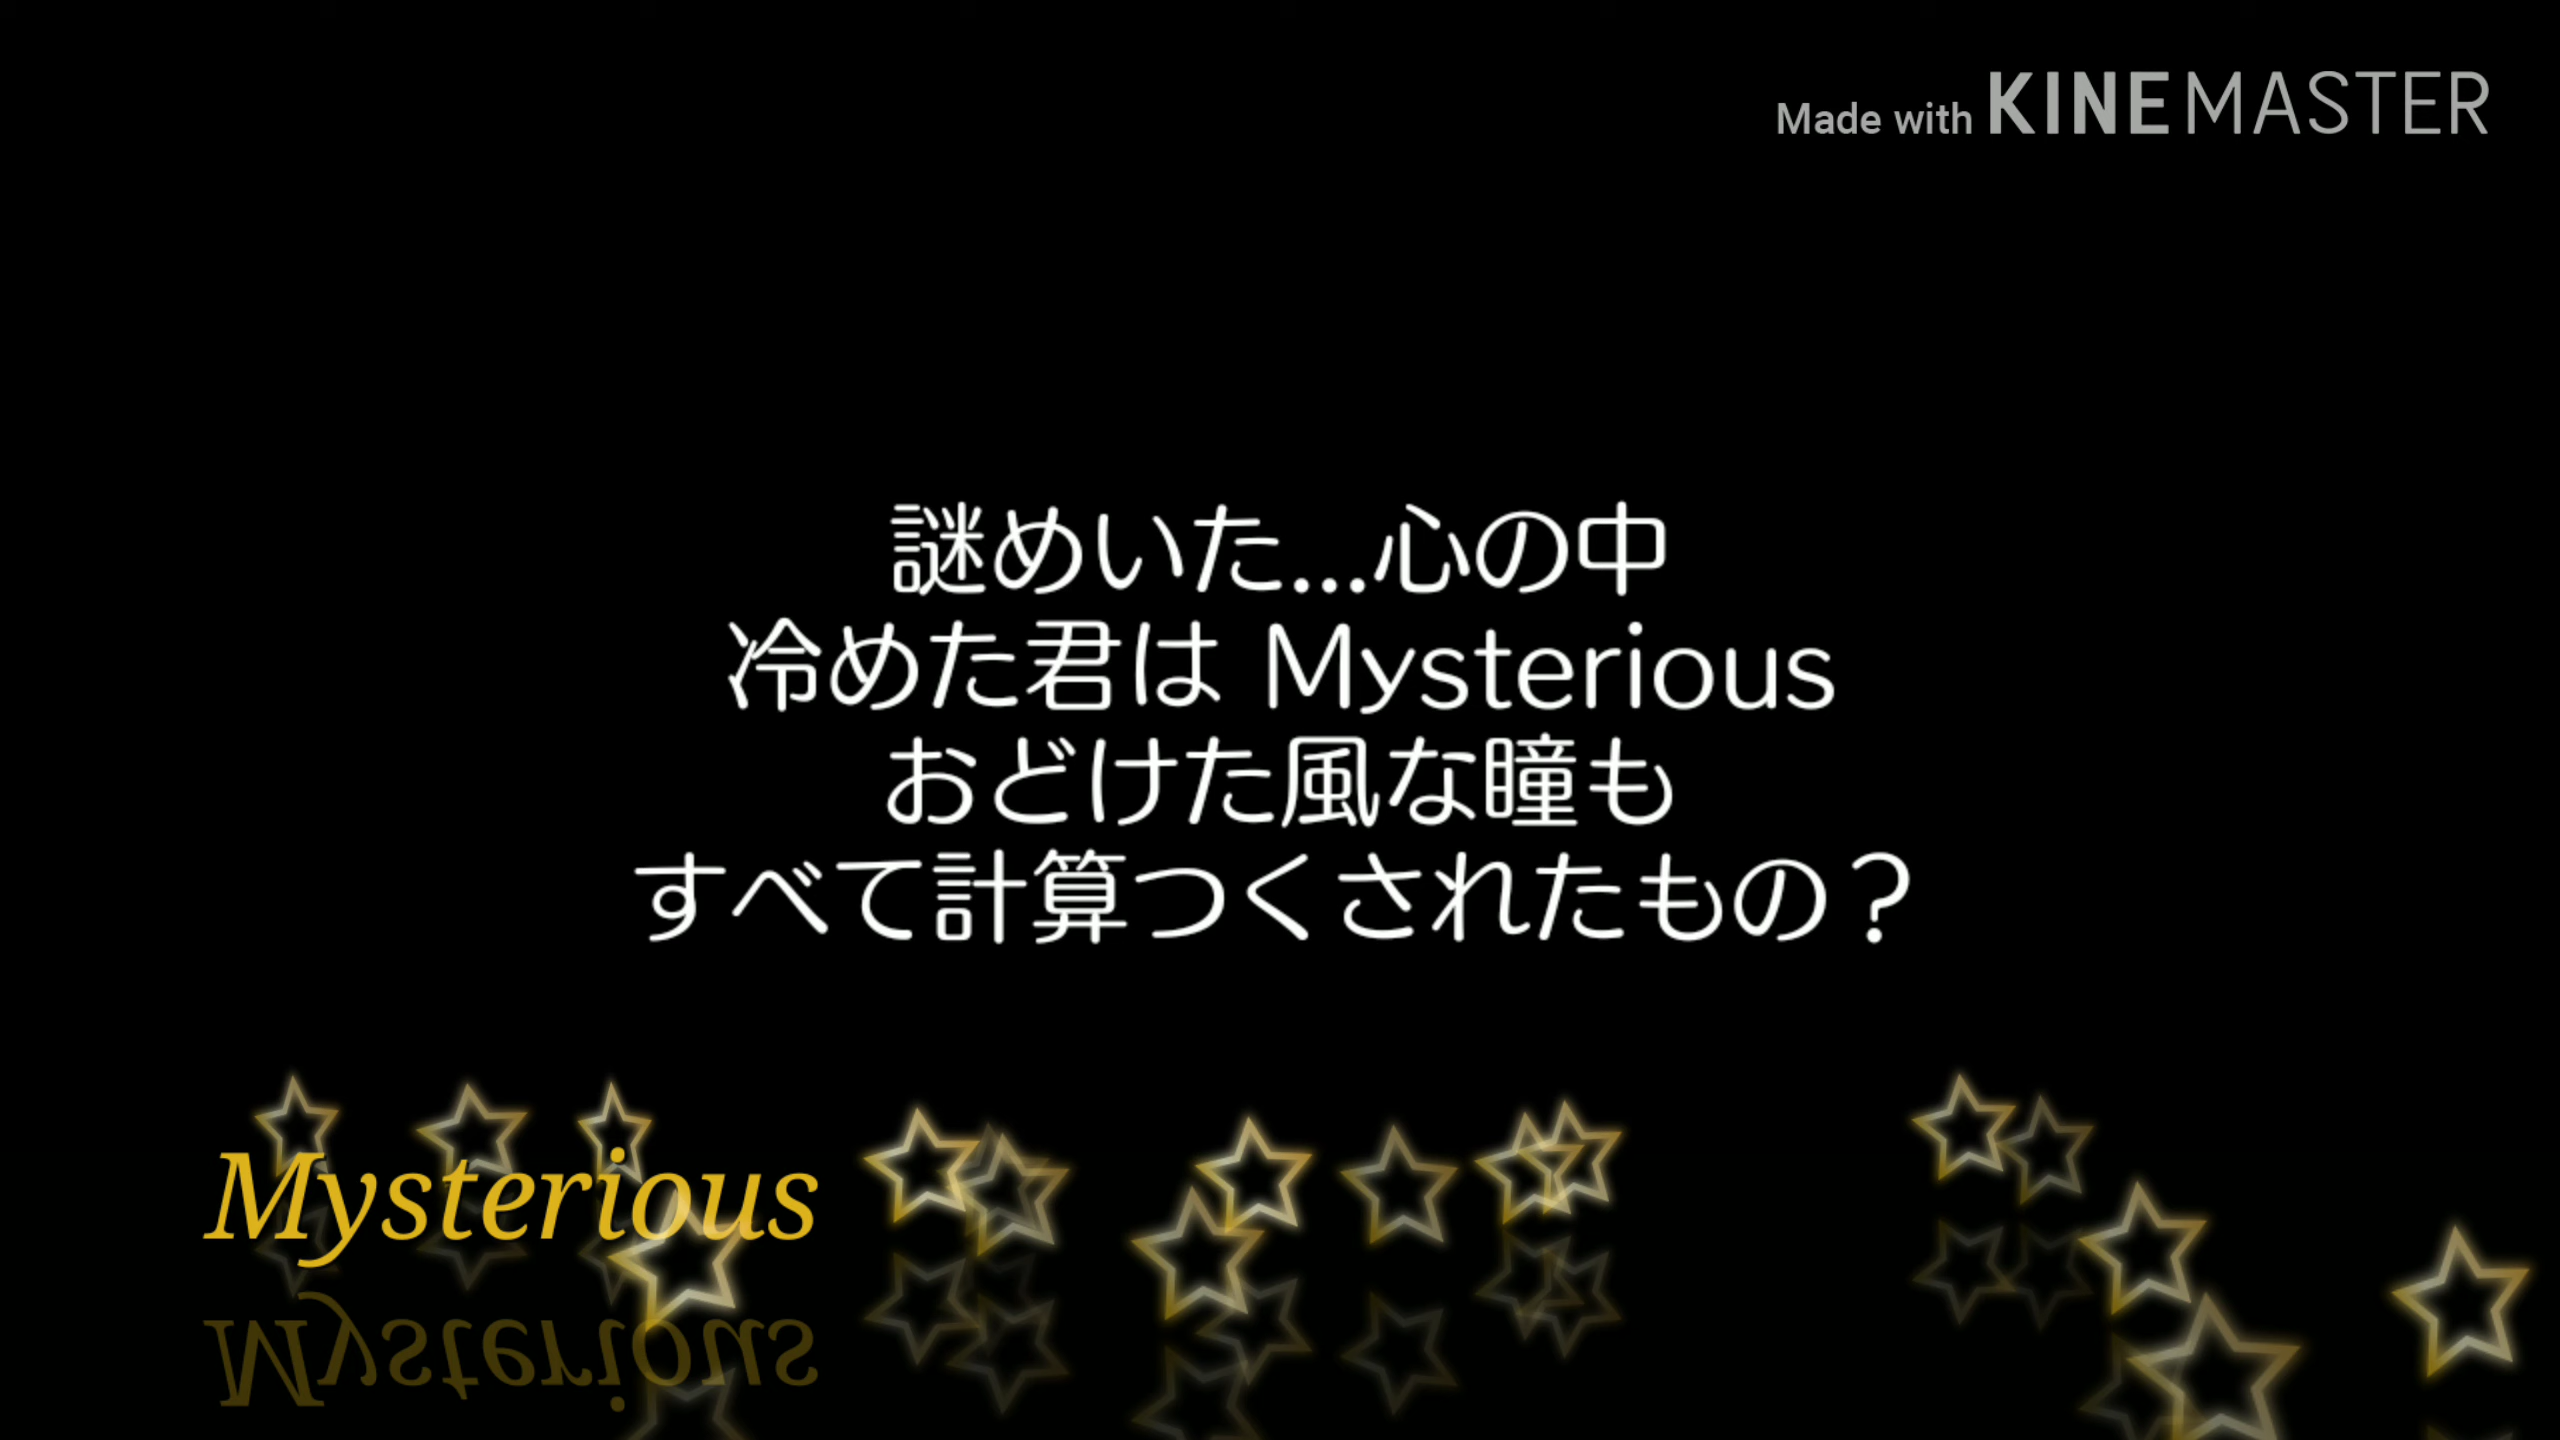 Made with KINEMASTER
謎めいた...心の中
冷めた君は Mysterious
おどけた風な瞳も
すべて計算つくされたもの？
Mysterious